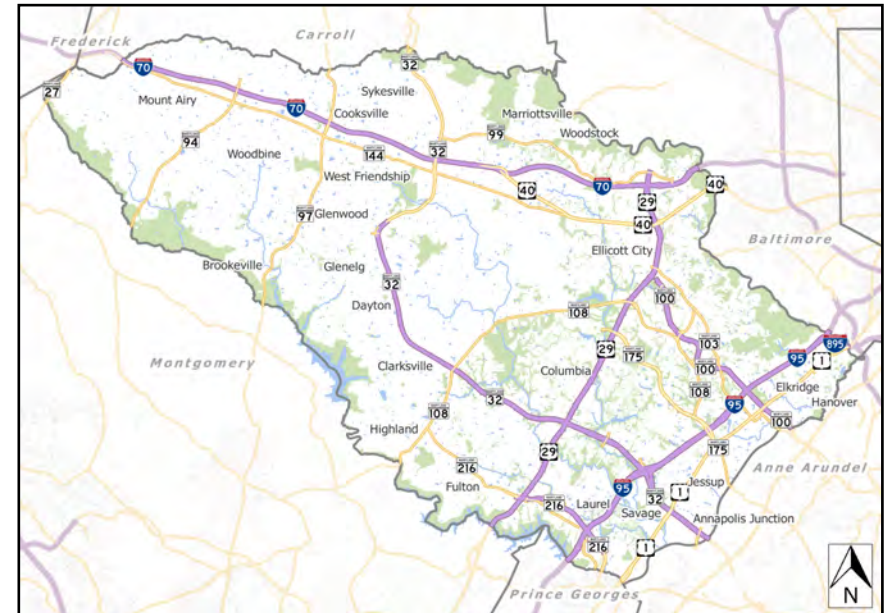 Carroll
Frederick
32
70
27
Mount Airy
Sykesville
70
Cooksville
Marriottsville
99
Woodstock
94
144
32
Woodbine
West Friendship
40
70
40
29
97
Glenwood
40
Ellicott City
Baltimore
Brookeville
Glenelg
32
100
Dayton
108
103
895
Montgomery
29
175
95
1
Clarksville
Columbia
100
Elkridge
32
108
95
Hanover
108
100
Highland
29
175
216
Anne Arundel
Fulton
95
Jessup
1
216
Laurel
32
Savage
Annapolis Junction
216
1
Prince Georges
N